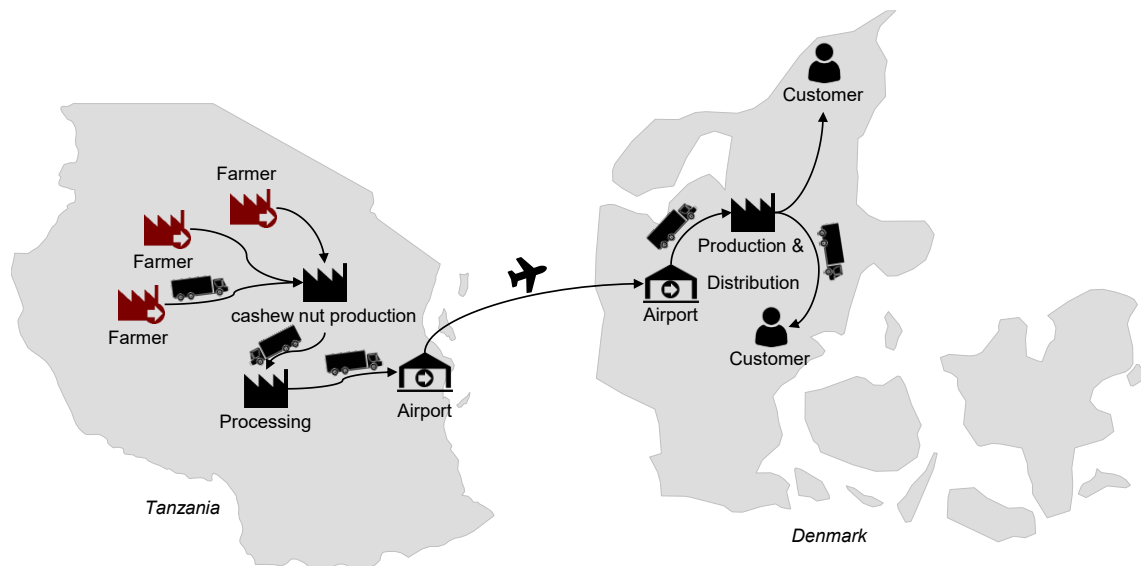 Customer
Farmer
Farmer
Production &
Distribution
Farmer
cashew nut production
Airport
Customer
Airport
Processing
Tanzania
Denmark